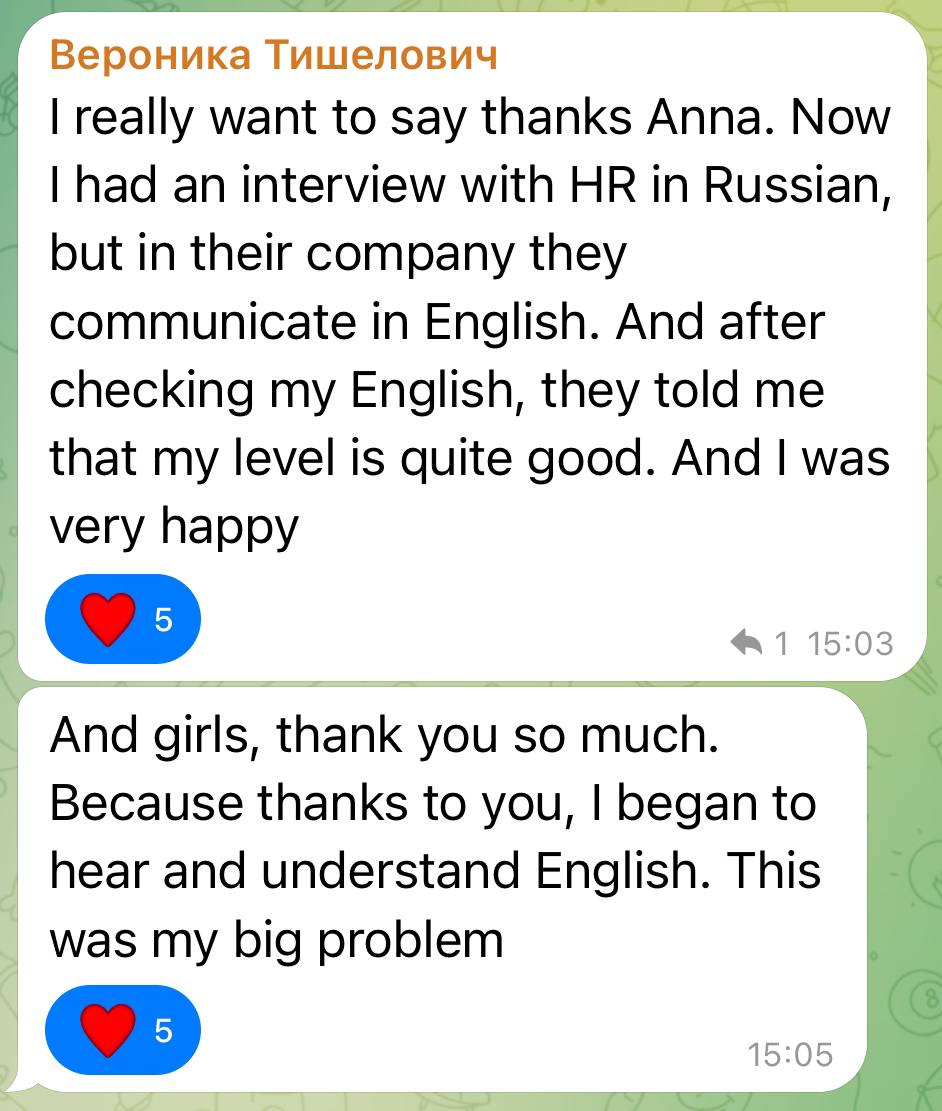 Вероника Тишелович
I really want to say thanks Anna. Now
I had an interview with HR in Russian,
but in their company they
communicate in English. And after
checking my English, they told me
that my level is quite good. And I was
very happy
❤️ 5
1 15:03
And girls, thank you so much.
Because thanks to you, I began to
hear and understand English. This
was my big problem
❤️ 5
15:05